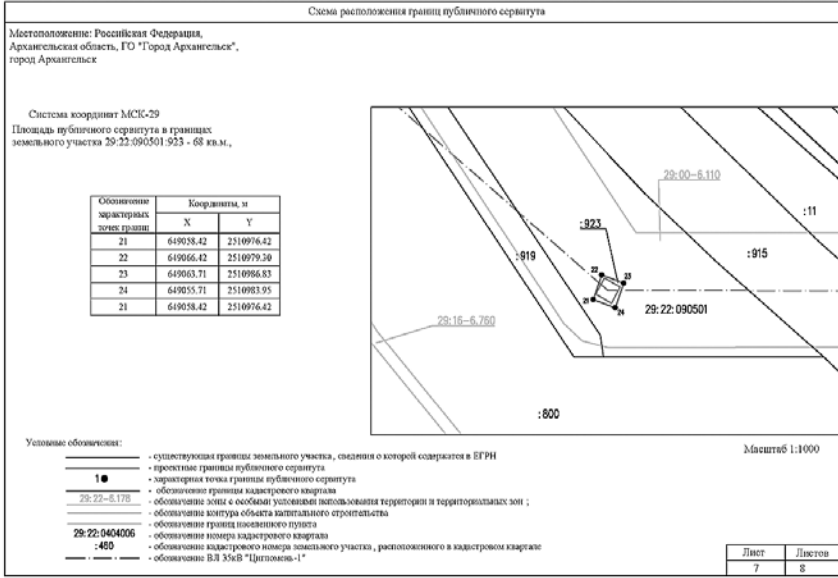 Схема расположения границ публичного сервитута
Местоположение: Российская Федерация,
Архангельская область, ГО "Город Архангельск",
город Архангельск
Система координат МСК-29
Площадь публичного сервитута в границах
земельного участка 29:22:090501:923 - 68 кв.м.,
Обозначение характерных точек границ
Координаты, м
X Y
21 649058.42 2510976.42
22 649066.42 2510979.30
23 649063.71 2510986.83
24 649055.71 2510983.95
21 649058.42 2510976.42
29:00-6.110
:11
:923
:919
:915
22
23
21
24
29:22:090501
29:16-6.760
:600
Масштаб 1:1000
Условные обозначения:
- существующая границы земельного участка, сведения о которой содержатся в ЕГРН
- проектные границы публичного сервитута
1 - характерная точка границы публичного сервитута
- обозначение границы кадастрового квартала
29:22-6.178 - обозначение зоны с особыми условиями использования территории и территориальных зон ;
- обозначение контура объекта капитального строительства
- обозначение границ населенного пункта
29:22:0404006 - обозначение номера кадастрового квартала
:460 - обозначение кадастрового номера земельного участка, расположенного в кадастровом квартале
- обозначение ВЛ 35кВ "Цигломень-1"
Лист Листов
7 8